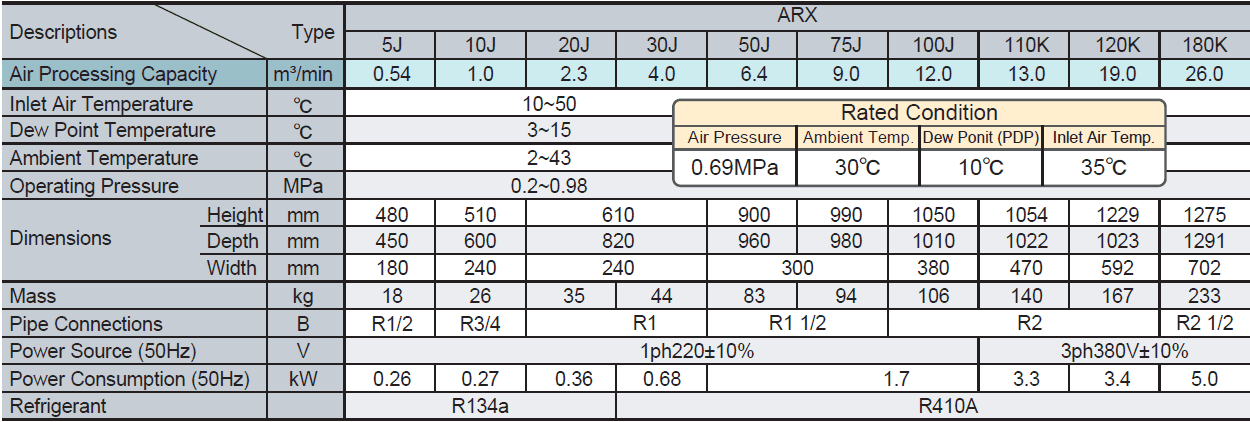 ARX
Descriptions Type 5J 10J 20J 30J 50J 75J 100J 110K 120K 180K
Air Processing Capacity m³/min 0.54 1.0 2.3 4.0 6.4 9.0 12.0 13.0 19.0 26.0
Inlet Air Temperature ℃ 10~50
Dew Point Temperature ℃ 3~15
Ambient Temperature ℃ 2~43
Operating Pressure MPa 0.2~0.98
Rated Condition
Air Pressure Ambient Temp. Dew Ponit (PDP) Inlet Air Temp.
0.69MPa 30℃ 10℃ 35℃
Dimensions
Height mm 480 510 610 900 990 1050 1054 1229 1275
Depth mm 450 600 820 960 980 1010 1022 1023 1291
Width mm 180 240 240 300 380 470 592 702
Mass kg 18 26 35 44 83 94 106 140 167 233
Pipe Connections B R1/2 R3/4 R1 R1 1/2 R2 R2 1/2
Power Source (50Hz) V 1ph220±10% 3ph380V±10%
Power Consumption (50Hz) kW 0.26 0.27 0.36 0.68 1.7 3.3 3.4 5.0
Refrigerant R134a R410A